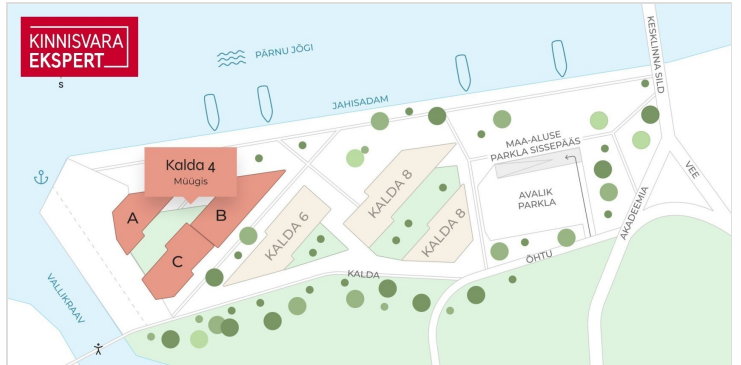 KINNISVARA
EKSPERT
S
PÄRNU JÕGI
KESKLINNA SILD
JAHISADAM
MAA-ALUSE
PARKLA SISSEPÄÄS
Kalda 4
Müügis
A
B
C
KALDA 6
KALDA 8
KALDA 8
AVALIK
PARKLA
VEE
AKADEEMIA
ÕHTU
KALDA
VALLIKRAAV